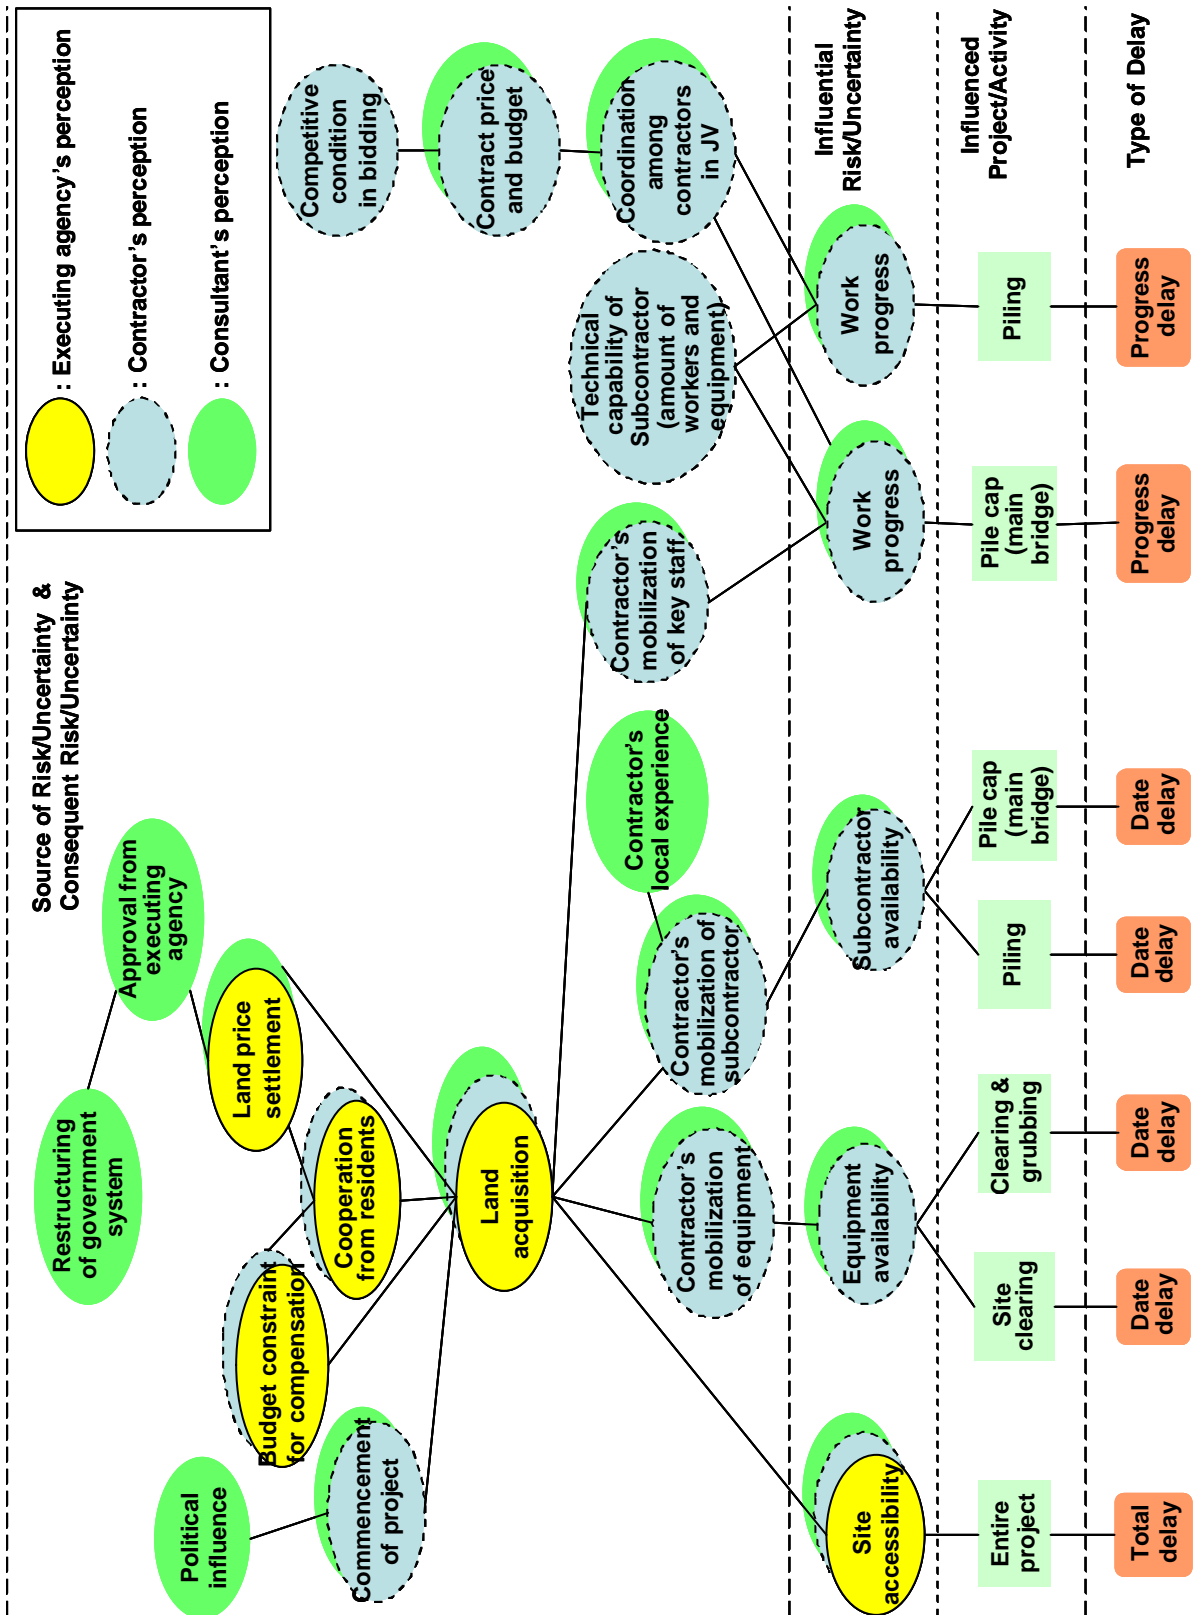 Source of Risk/Uncertainty &
Consequent Risk/Uncertainty
: Executing agency's perception
: Contractor's perception
: Consultant's perception
Restructuring
of government
system
Approval from
executing
agency
Political
influence
Budget constraint
for compensation
Land price
settlement
Commencement
of project
Cooperation
from residents
Competitive
condition
in bidding
Land
acquisition
Contract price
and budget
Contractor's
mobilization
of equipment
Contractor's
mobilization of
subcontractor
Contractor's
local experience
Contractor's
mobilization
of key staff
Technical
capability of
Subcontractor
(amount of
workers and
equipment)
Coordination
among
contractors
in JV
Site
accessibility
Equipment
availability
Subcontractor
availability
Work
progress
Work
progress
Influential
Risk/Uncertainty
Entire
project
Site
clearing
Clearing &
grubbing
Piling
Pile cap
(main
bridge)
Pile cap
(main
bridge)
Piling
Influenced
Project/Activity
Total
delay
Date
delay
Date
delay
Date
delay
Date
delay
Progress
delay
Progress
delay
Type of Delay